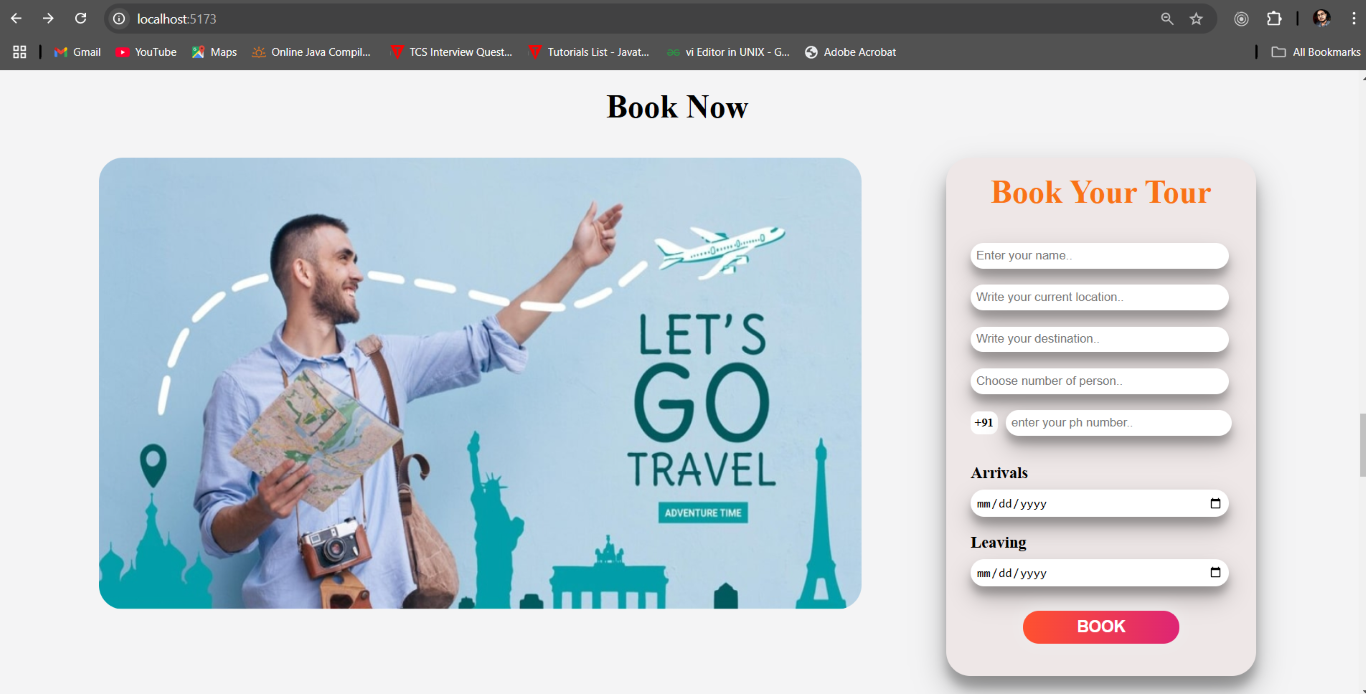 localhost:5173
Gmail
YouTube
Maps
Online Java Compil...
TCS Interview Quest...
Tutorials List - Javat...
vi Editor in UNIX - G...
Adobe Acrobat
All Bookmarks
Book Now
LET'S
GO
TRAVEL
ADVENTURE TIME
Book Your Tour
Enter your name..
Write your current location..
Write your destination..
Choose number of person..
+91 enter your ph number..
Arrivals
mm/dd/yyyy
Leaving
mm/dd/yyyy
BOOK